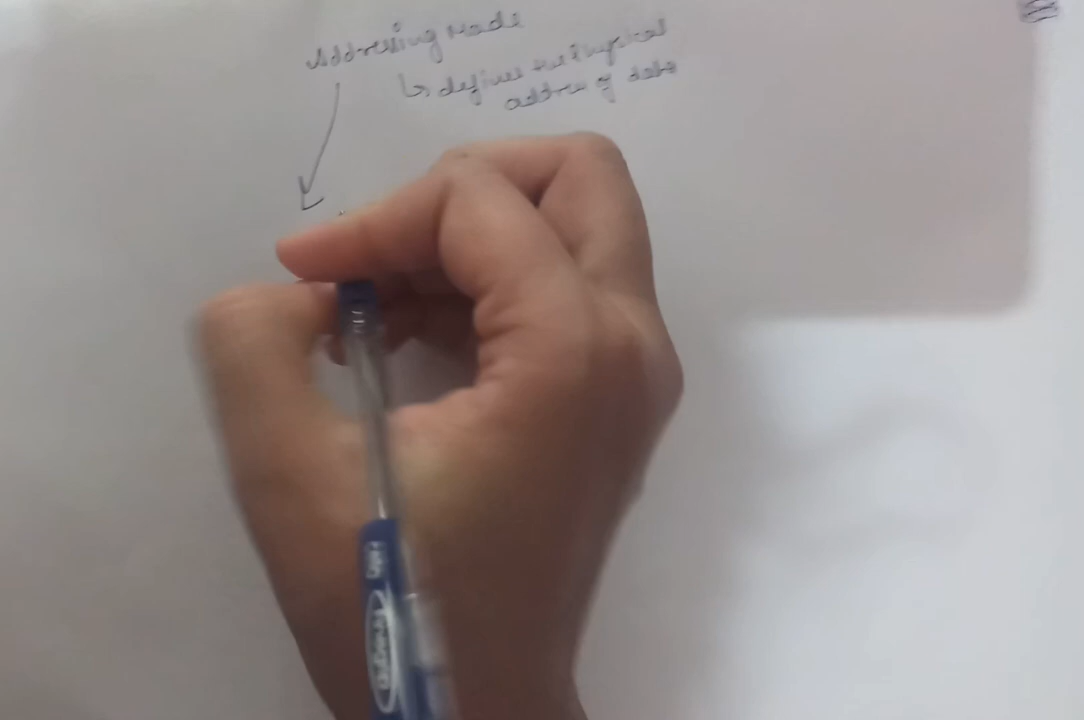 Addressing mode
↳ defines the Physical
address of data